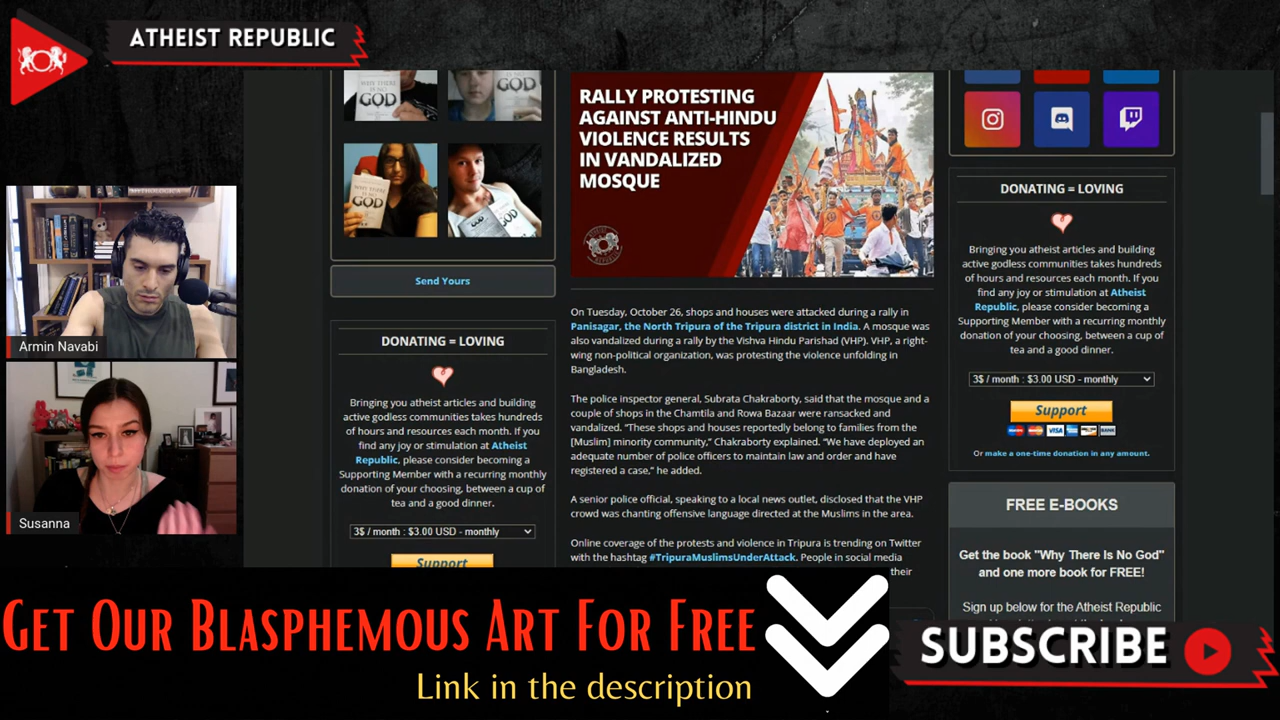 ATHEIST REPUBLIC
Armin Navabi
Susanna
WHY THERE
IS NO
GOD
GOD
WHY THERE
IS NO
GOD
Send Yours
DONATING = LOVING
Bringing you atheist articles and building
active godless communities takes hundreds
of hours and resources each month. If you
find any joy or stimulation at Atheist
Republic, please consider becoming a
Supporting Member with a recurring monthly
donation of your choosing, between a cup of
tea and a good dinner.
3$ / month : $3.00 USD - monthly
Support
RALLY PROTESTING
AGAINST ANTI-HINDU
VIOLENCE RESULTS
IN VANDALIZED
MOSQUE
On Tuesday, October 26, shops and houses were attacked during a rally in
Panisagar, the North Tripura of the Tripura district in India. A mosque was
also vandalized during a rally by the Vishva Hindu Parishad (VHP). VHP, a right-
wing non-political organization, was protesting the violence unfolding in
Bangladesh.
The police inspector general, Subrata Chakraborty, said that the mosque and a
couple of shops in the Chamtila and Rowa Bazaar were ransacked and
vandalized. “These shops and houses reportedly belong to families from the
[Muslim] minority community,” Chakraborty explained. “We have deployed an
adequate number of police officers to maintain law and order and have
registered a case,” he added.
A senior police official, speaking to a local news outlet, disclosed that the VHP
crowd was chanting offensive language directed at the Muslims in the area.
Online coverage of the protests and violence in Tripura is trending on Twitter
with the hashtag #TripuraMuslimsUnderAttack. People in social media
their
DONATING = LOVING
Bringing you atheist articles and building
active godless communities takes hundreds
of hours and resources each month. If you
find any joy or stimulation at Atheist
Republic, please consider becoming a
Supporting Member with a recurring monthly
donation of your choosing, between a cup of
tea and a good dinner.
3$ / month : $3.00 USD - monthly
Support
VISA
BANK
Or make a one-time donation in any amount.
FREE E-BOOKS
Get the book "Why There Is No God"
and one more book for FREE!
Sign up below for the Atheist Republic
GET OUR BLASPHEMOUS ART FOR FREE
Link in the description
SUBSCRIBE